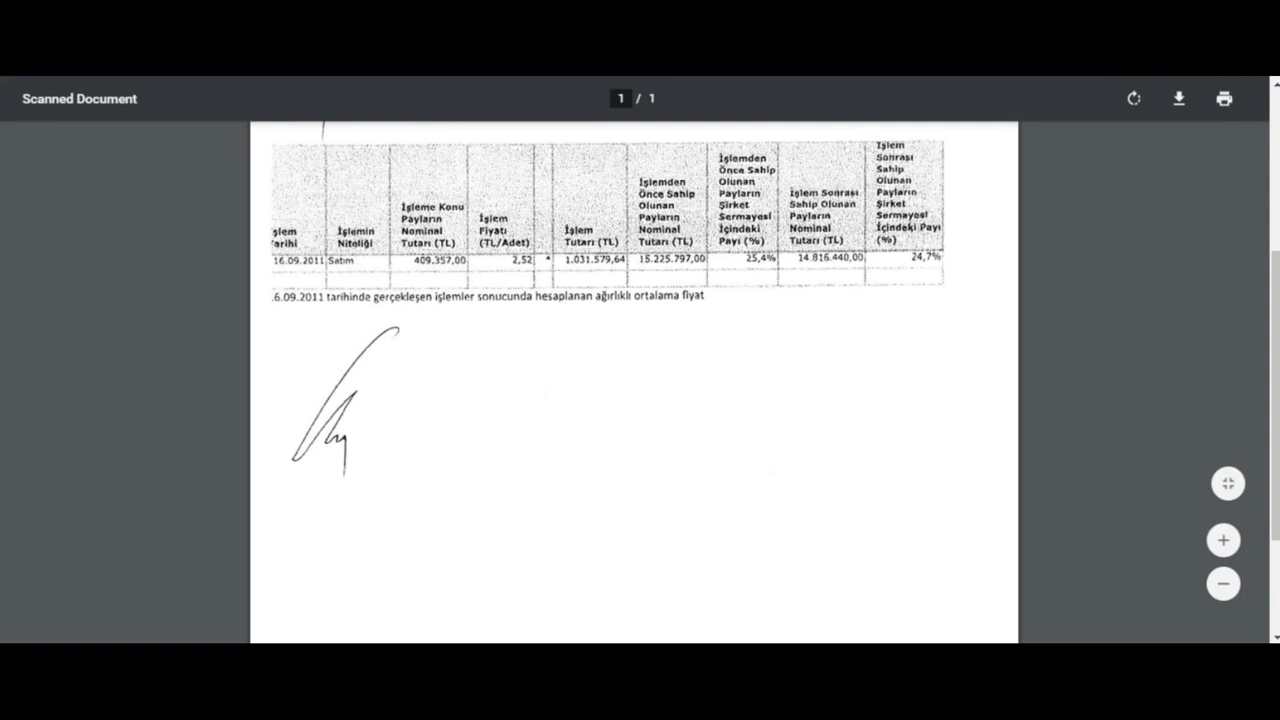 Scanned Document
1 / 1
şlem
arihi
İşlemin
Niteliği
İşleme Konu
Payların
Nominal
Tutarı (TL)
İşlem
Fiyatı
(TL/Adet)
İşlem
Tutarı (TL)
İşlemden
Önce Sahip
Olunan
Payların
Nominal
Tutarı (TL)
İşlemden
Önce Sahip
Olunan
Payların
Şirket
Sermayesi
İçindeki
Payı (%)
İşlem Sonrası
Sahip Olunan
Payların
Nominal
Tutarı (TL)
İşlem
Sonrası
Sahip
Olunan
Payların
Şirket
Sermayesi
İçindeki Payı
(%)
16.09.2011 Satım 409.357,00 2,52 * 1.031.579,64 15.225.797,00 25,4% 14.816.440,00 24,7%
.6.09.2011 tarihinde gerçekleşen işlemler sonucunda hesaplanan ağırlıklı ortalama fiyat